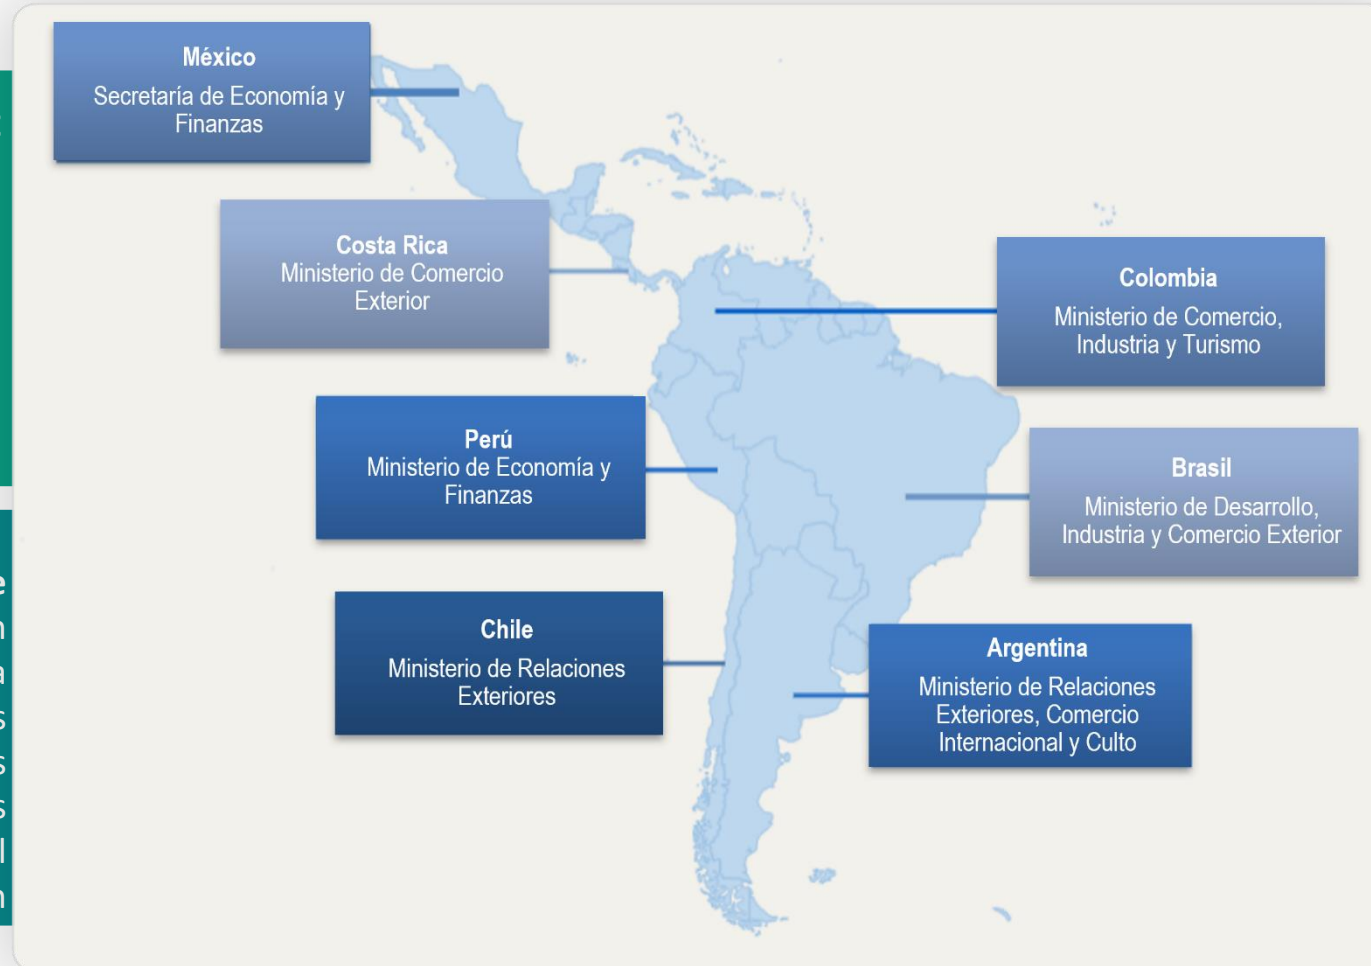 México
Secretaría de Economía y
Finanzas
Costa Rica
Ministerio de Comercio
Exterior
Colombia
Ministerio de Comercio,
Industria y Turismo
Perú
Ministerio de Economía y
Finanzas
Brasil
Ministerio de Desarrollo,
Industria y Comercio Exterior
Chile
Ministerio de Relaciones
Exteriores
Argentina
Ministerio de Relaciones
Exteriores, Comercio
Internacional y Culto